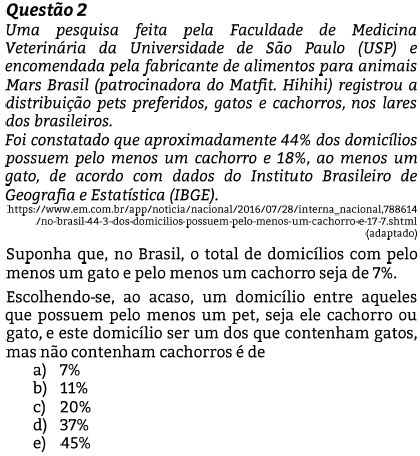 Questão 2
Uma pesquisa feita pela Faculdade de Medicina
Veterinária da Universidade de São Paulo (USP) e
encomendada pela fabricante de alimentos para animais
Mars Brasil (patrocinadora do Matfit. Hihihi) registrou a
distribuição pets preferidos, gatos e cachorros, nos lares
dos brasileiros.
Foi constatado que aproximadamente 44% dos domicílios
possuem pelo menos um cachorro e 18%, ao menos um
gato, de acordo com dados do Instituto Brasileiro de
Geografia e Estatística (IBGE).
https://www.em.com.br/app/noticia/nacional/2016/07/28/interna_nacional,788614
/no-brasil-44-3-dos-domicilios-possuem-pelo-menos-um-cachorro-e-17-7.shtml
(adaptado)
Suponha que, no Brasil, o total de domicílios com pelo
menos um gato e pelo menos um cachorro seja de 7%.
Escolhendo-se, ao acaso, um domicílio entre aqueles
que possuem pelo menos um pet, seja ele cachorro ou
gato, e este domicílio ser um dos que contenham gatos,
mas não contenham cachorros é de
a) 7%
b) 11%
c) 20%
d) 37%
e) 45%